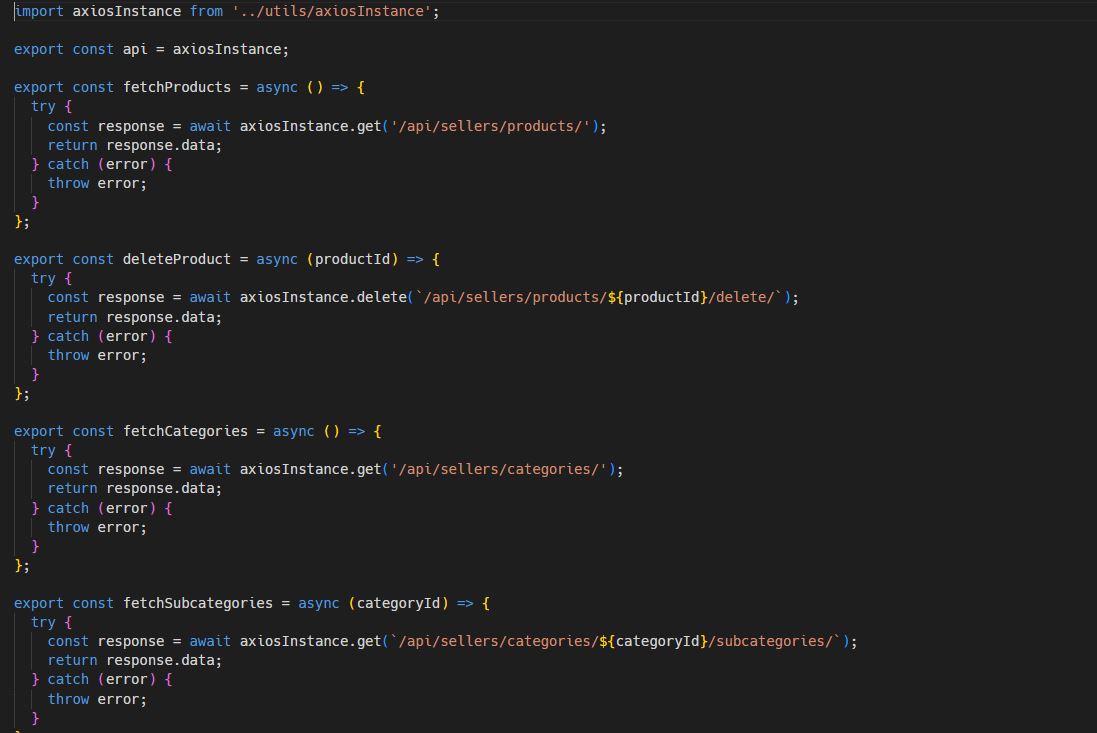 import axiosInstance from '../utils/axiosInstance';
export const api = axiosInstance;
export const fetchProducts = async () => {
  try {
    const response = await axiosInstance.get('/api/sellers/products/');
    return response.data;
  } catch (error) {
    throw error;
  }
};
export const deleteProduct = async (productId) => {
  try {
    const response = await axiosInstance.delete(`/api/sellers/products/${productId}/delete/`);
    return response.data;
  } catch (error) {
    throw error;
  }
};
export const fetchCategories = async () => {
  try {
    const response = await axiosInstance.get('/api/sellers/categories/');
    return response.data;
  } catch (error) {
    throw error;
  }
};
export const fetchSubcategories = async (categoryId) => {
  try {
    const response = await axiosInstance.get(`/api/sellers/categories/${categoryId}/subcategories/`);
    return response.data;
  } catch (error) {
    throw error;
  }